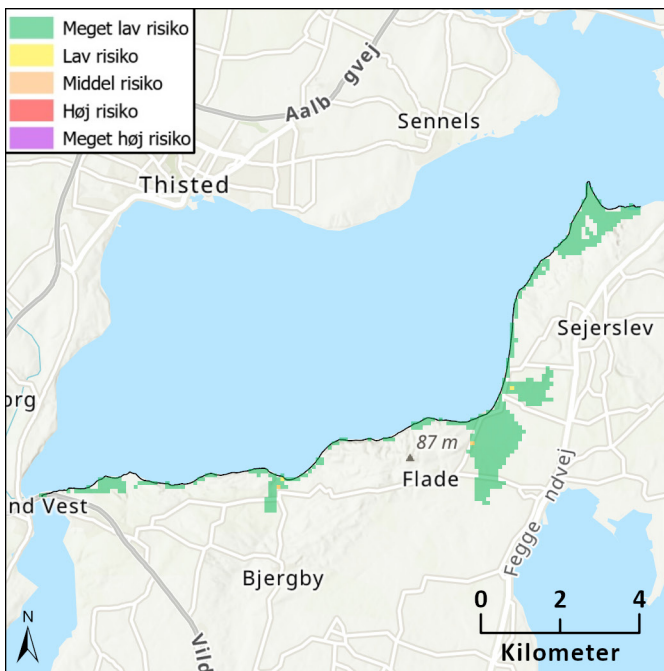 Meget lav risiko
Lav risiko
Middel risiko
Høj risiko
Meget høj risiko
Aalb gvej
Sennels
Thisted
Sejerslev
org
87 m
Flade
nd Vest
Fegge ndvej
Bjergby
Vild
N
0 2 4
Kilometer